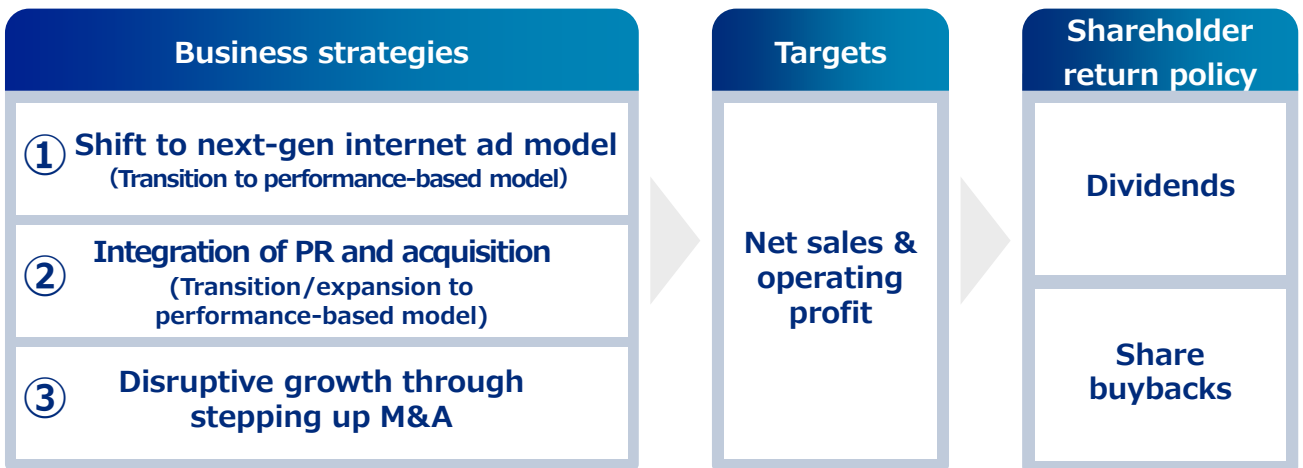 Business strategies
① Shift to next-gen internet ad model
(Transition to performance-based model)
② Integration of PR and acquisition
(Transition/expansion to
performance-based model)
③ Disruptive growth through
stepping up M&A
Targets
Net sales &
operating
profit
Shareholder
return policy
Dividends
Share
buybacks